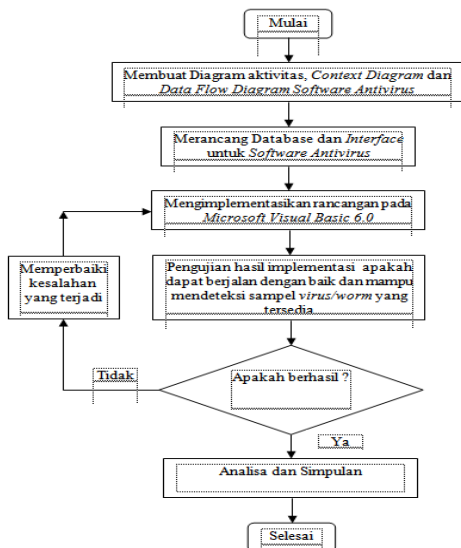 Mulai
Membuat Diagram aktivitas, Context Diagram dan
Data Flow Diagram Software Antivirus
Merancang Database dan Interface
untuk Software Antivirus
Mengimplementasikan rancangan pada
Microsoft Visual Basic 6.0
Memperbaiki
kesalahan
yang terjadi
Pengujian hasil implementasi apakah
dapat berjalan dengan baik dan mampu
mendeteksi sampel virus/worm yang
tersedia
Tidak
Apakah berhasil ?
Ya
Analisa dan Simpulan
Selesai